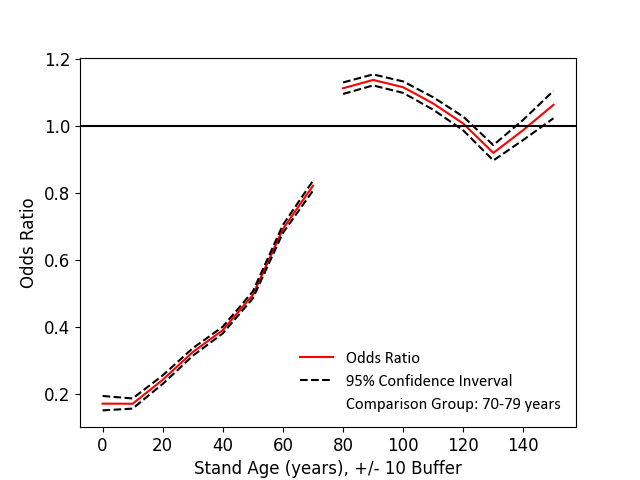 1.2
1.0
0.8
0.6
0.4
0.2
Odds Ratio
Odds Ratio
95% Confidence Inverval
Comparison Group: 70-79 years
0 20 40 60 80 100 120 140
Stand Age (years), +/- 10 Buffer